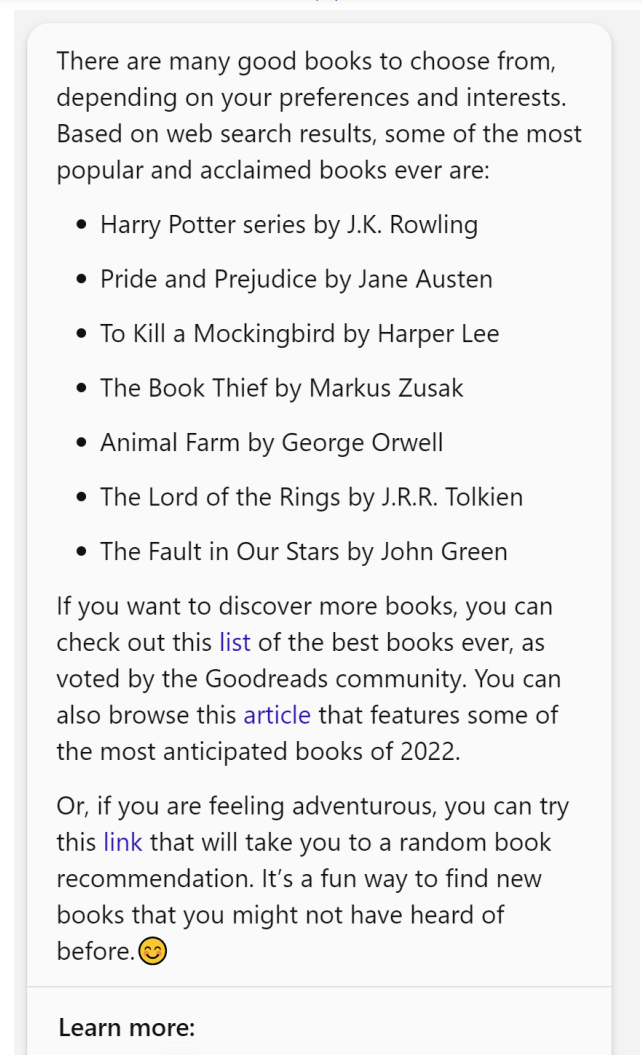 There are many good books to choose from,
depending on your preferences and interests.
Based on web search results, some of the most
popular and acclaimed books ever are:
• Harry Potter series by J.K. Rowling
• Pride and Prejudice by Jane Austen
• To Kill a Mockingbird by Harper Lee
• The Book Thief by Markus Zusak
• Animal Farm by George Orwell
• The Lord of the Rings by J.R.R. Tolkien
• The Fault in Our Stars by John Green
If you want to discover more books, you can
check out this list of the best books ever, as
voted by the Goodreads community. You can
also browse this article that features some of
the most anticipated books of 2022.
Or, if you are feeling adventurous, you can try
this link that will take you to a random book
recommendation. It’s a fun way to find new
books that you might not have heard of
before.😊
Learn more: